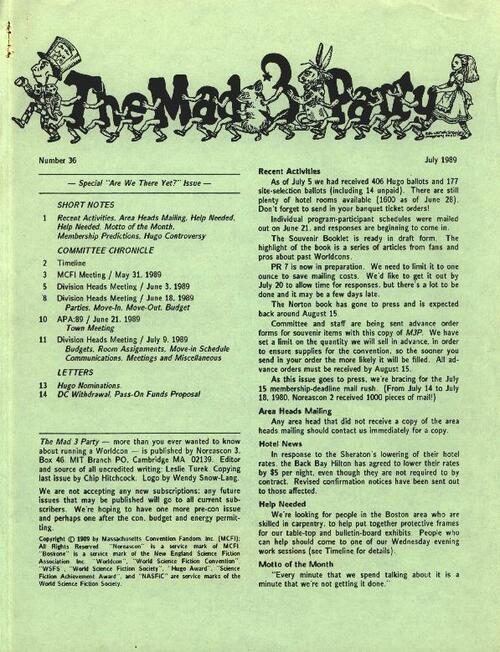 The Mad 3 Party
Number 36
July 1989
— Special "Are We There Yet?" Issue —
SHORT NOTES
1 Recent Activities, Area Heads Mailing, Help Needed,
Help Needed, Motto of the Month,
Membership Predictions, Hugo Controversy
COMMITTEE CHRONICLE
2 Timeline
3 MCFI Meeting / May 31, 1989
5 Division Heads Meeting / June 3, 1989
8 Division Heads Meeting / June 18, 1989
Parties, Move-In, Move-Out, Budget
10 APA:89 / June 21, 1989
Town Meeting
11 Division Heads Meeting / July 9, 1989
Budgets, Room Assignments, Move-in Schedule
Communications, Meetings and Miscellaneous
LETTERS
13 Hugo Nominations
14 DC Withdrawal, Pass-On Funds Proposal
The Mad 3 Party — more than you ever wanted to know
about running a Worldcon — is published by Noreascon 3,
Box 46, MIT Branch PO, Cambridge MA 02139. Editor
and source of all uncredited writing: Leslie Turek. Copying
last issue by Chip Hitchcock. Logo by Wendy Snow-Lang.
We are not accepting any new subscriptions; any future
issues that may be published will go to all current sub-
scribers. We're hoping to have one more pre-con issue
and perhaps one after the con, budget and energy permit-
ting.
Copyright © 1989 by Massachusetts Convention Fandom, Inc. (MCFI);
All Rights Reserved. "Noreascon" is a service mark of MCFI.
"Boskone" is a service mark of the New England Science Fiction
Association Inc. "Worldcon", "World Science Fiction Convention",
"WSFS", "World Science Fiction Society", "Hugo Award", "Science
Fiction Achievement Award", and "NASFiC" are service marks of the
World Science Fiction Society.
Recent Activities
As of July 5 we had received 406 Hugo ballots and 177
site-selection ballots (including 14 unpaid). There are still
plenty of hotel rooms available (1600 as of June 28).
Don't forget to send in your banquet ticket orders!
Individual program-participant schedules were mailed
out on June 21, and responses are beginning to come in.
The Souvenir Booklet is ready in draft form. The
highlight of the book is a series of articles from fans and
pros about past Worldcons.
PR 7 is now in preparation. We need to limit it to one
ounce to save mailing costs. We'd like to get it out by
July 20 to allow time for responses, but there's a lot to be
done and it may be a few days late.
The Norton book has gone to press and is expected
back around August 15.
Committee and staff are being sent advance order
forms for souvenir items with this copy of M3P. We have
set a limit on the quantity we will sell in advance, in order
to ensure supplies for the convention, so the sooner you
send in your order the more likely it will be filled. All ad-
vance orders must be received by August 15.
As this issue goes to press, we're bracing for the July
15 membership-deadline mail rush. (From July 14 to July
18, 1980, Noreascon 2 received 1000 pieces of mail!)
Area Heads Mailing
Any area head that did not receive a copy of the area
heads mailing should contact us immediately for a copy.
Hotel News
In response to the Sheraton's lowering of their hotel
rates, the Back Bay Hilton has agreed to lower their rates
by $5 per night, even though they are not required to by
contract. Revised confirmation notices have been sent out
to those affected.
Help Needed
We're looking for people in the Boston area who are
skilled in carpentry, to help put together protective frames
for our table-top and bulletin-board exhibits. People who
can help should come to one of our Wednesday evening
work sessions (see Timeline for details).
Motto of the Month
"Every minute that we spend talking about it is a
minute that we're not getting it done."